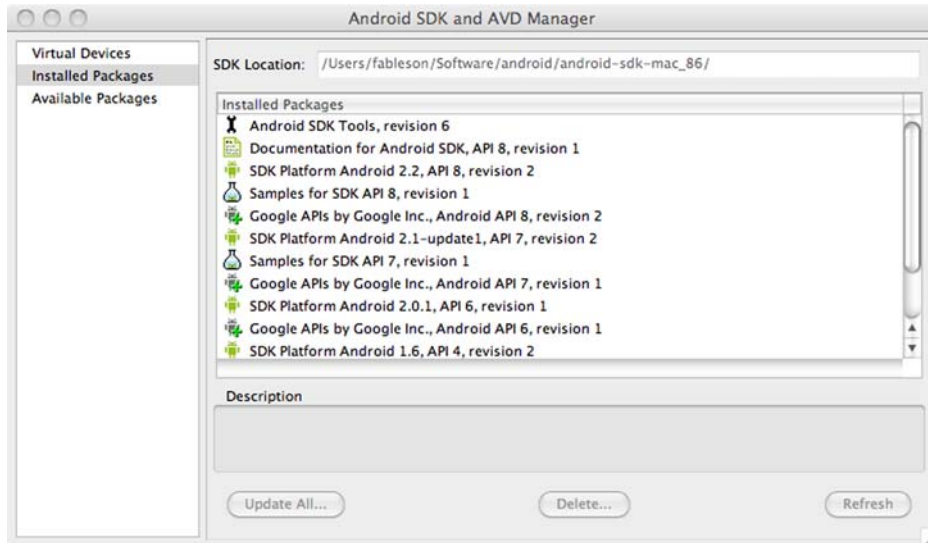 Android SDK and AVD Manager
Virtual Devices
Installed Packages
Available Packages
SDK Location: /Users/fableson/Software/android/android-sdk-mac_86/
Installed Packages
Android SDK Tools, revision 6
Documentation for Android SDK, API 8, revision 1
SDK Platform Android 2.2, API 8, revision 2
Samples for SDK API 8, revision 1
Google APIs by Google Inc., Android API 8, revision 2
SDK Platform Android 2.1-update1, API 7, revision 2
Samples for SDK API 7, revision 1
Google APIs by Google Inc., Android API 7, revision 1
SDK Platform Android 2.0.1, API 6, revision 1
Google APIs by Google Inc., Android API 6, revision 1
SDK Platform Android 1.6, API 4, revision 2
Description
Update All... Delete... Refresh